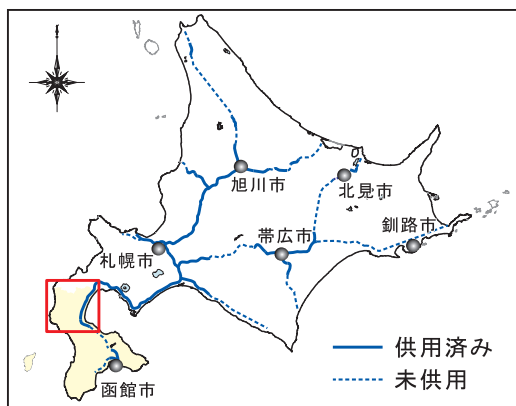 旭川市
北見市
釧路市
帯広市
札幌市
函館市
供用済み
未供用